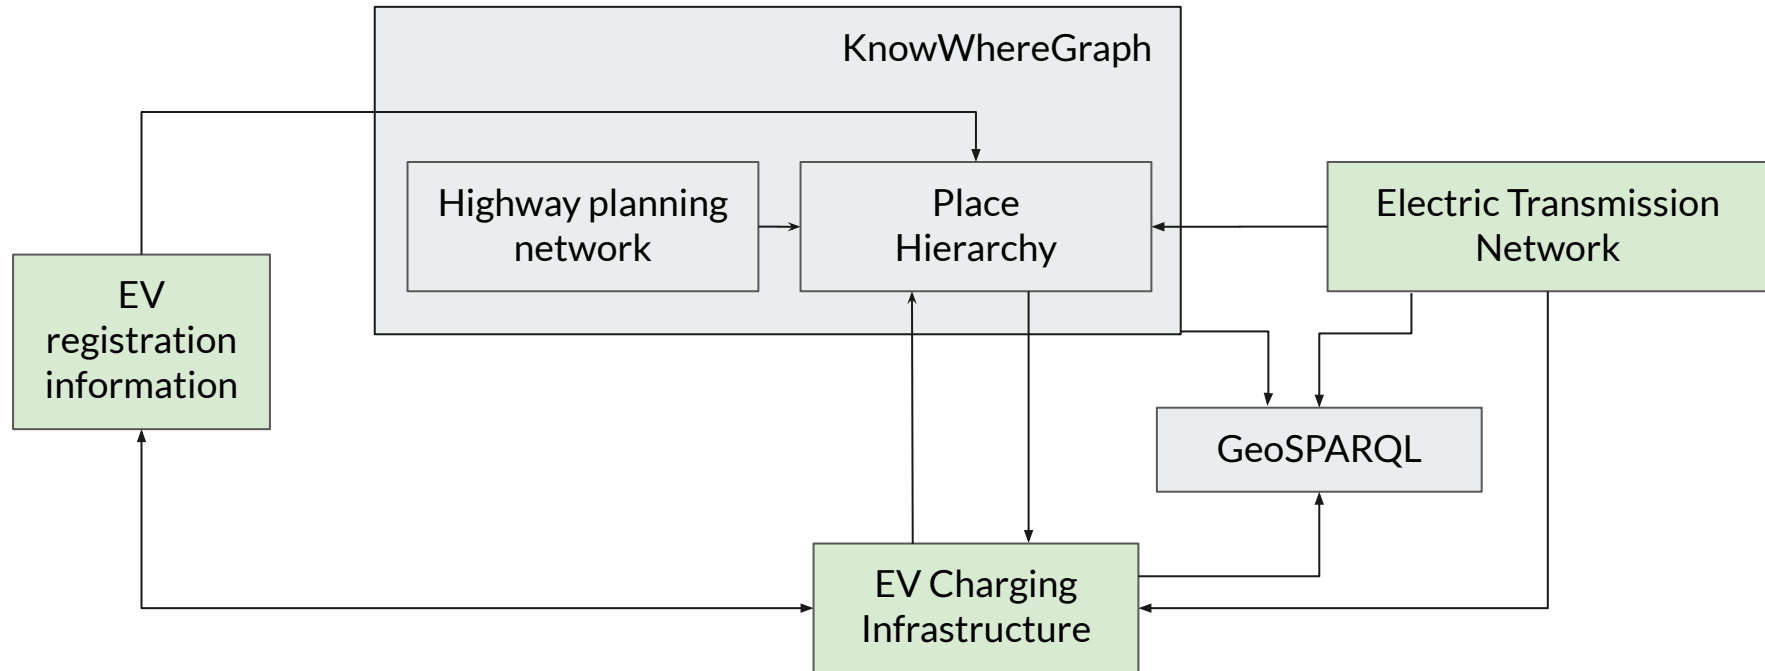 KnowWhereGraph
Highway planning
network
Place
Hierarchy
Electric Transmission
Network
EV
registration
information
GeoSPARQL
EV Charging
Infrastructure